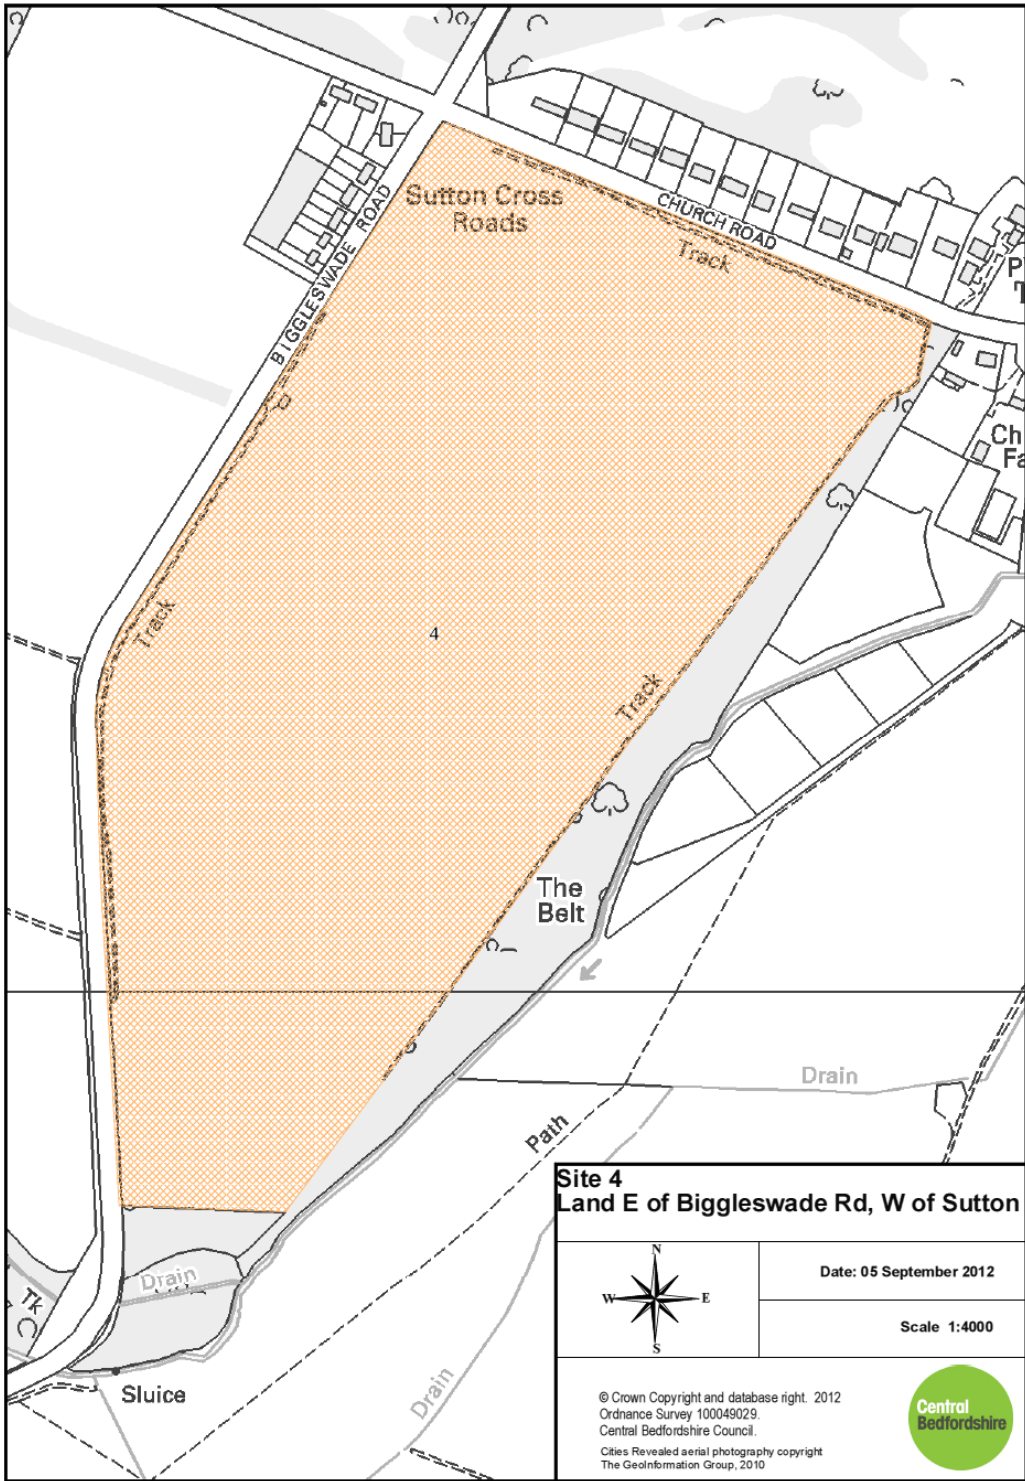 Sutton Cross
Roads
CHURCH ROAD
Track
BIGGLESWADE ROAD
P
T
Ch
Fa
Track
4
Track
The
Belt
Drain
Path
Drain
Tk
Sluice
Drain
Site 4
Land E of Biggleswade Rd, W of Sutton
N
W
E
S
Date: 05 September 2012
Scale 1:4000
© Crown Copyright and database right. 2012
Ordnance Survey 100049029.
Central Bedfordshire Council.
Cities Revealed aerial photography copyright
The GeoInformation Group, 2010
Central
Bedfordshire